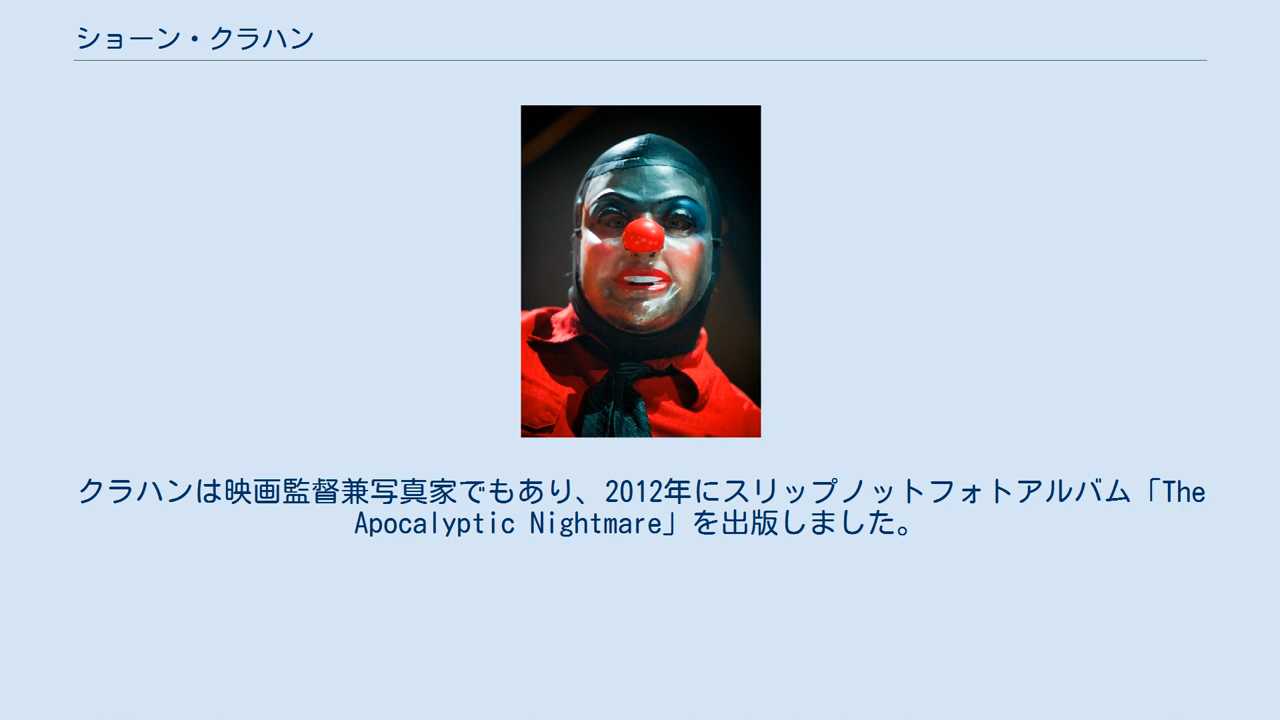 ショーン・クラハン
クラハンは映画監督兼写真家でもあり、2012年にスリップノットフォトアルバム「The
Apocalyptic Nightmare」を出版しました。